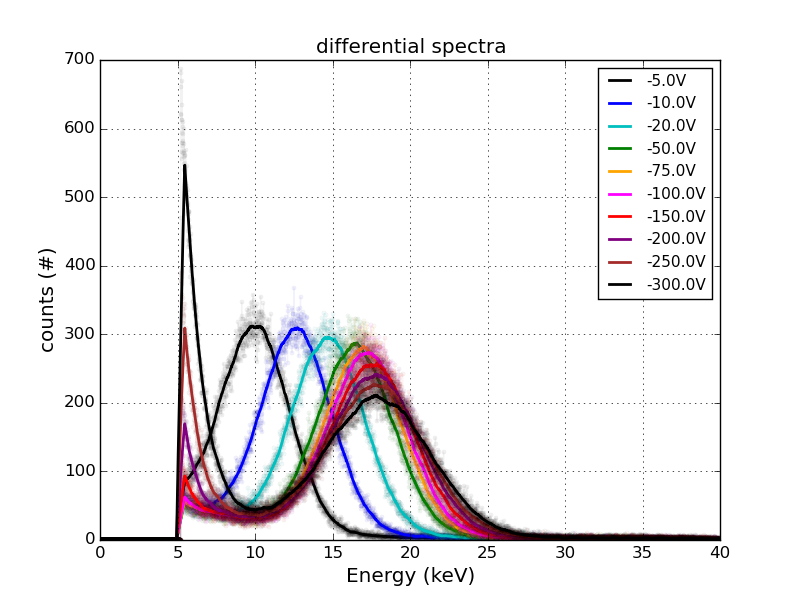 differential spectra
700
600
500
400
300
200
100
0
counts (#)
0 5 10 15 20 25 30 35 40
Energy (keV)
-5.0V
-10.0V
-20.0V
-50.0V
-75.0V
-100.0V
-150.0V
-200.0V
-250.0V
-300.0V